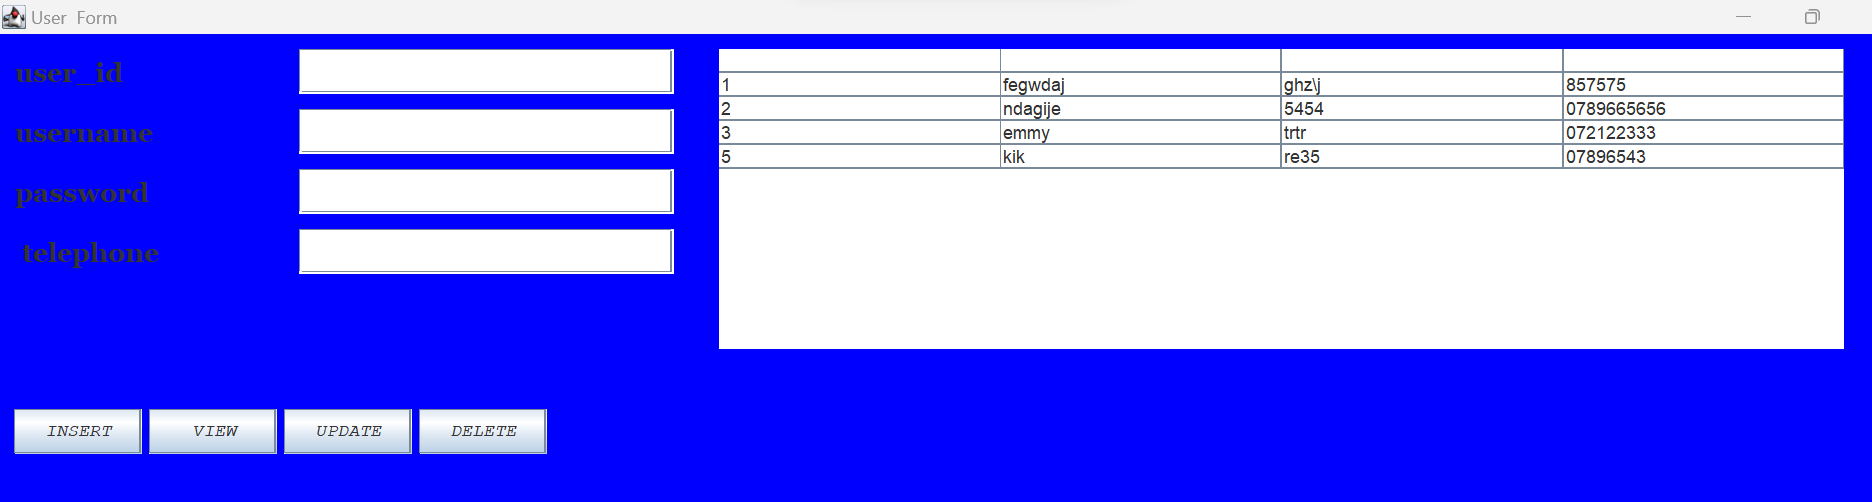 User  Form
user_id
username
password
telephone
1 fegwdaj ghz\j 857575
2 ndagije 5454 0789665656
3 emmy trtr 072122333
5 kik re35 07896543
INSERT VIEW UPDATE DELETE